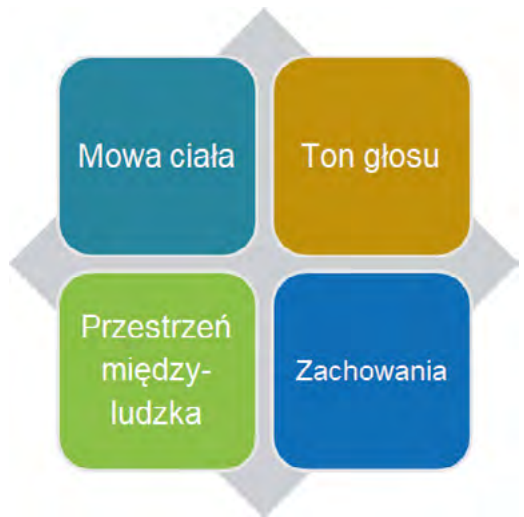 Mowa ciała
Ton głosu
Przestrzeń
między-
ludzka
Zachowania